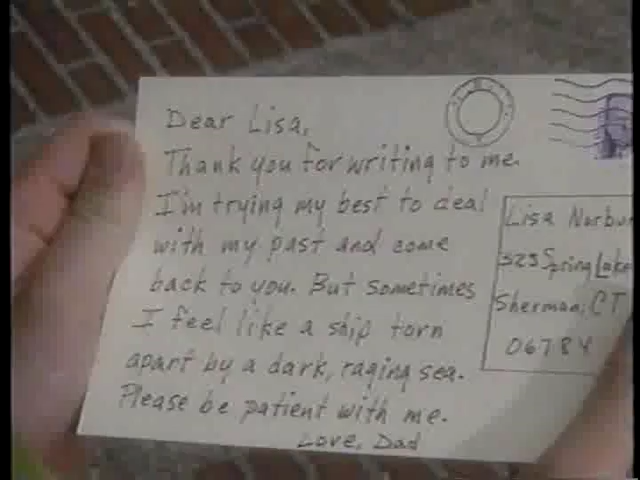 Dear Lisa,
Thank you for writing to me.
I'm trying my best to deal
with my past and come
back to you. But sometimes
I feel like a ship torn
apart by a dark, raging sea.
Please be patient with me.
Love, Dad
Lisa
323 Spring Lake
Sherman, CT
06784